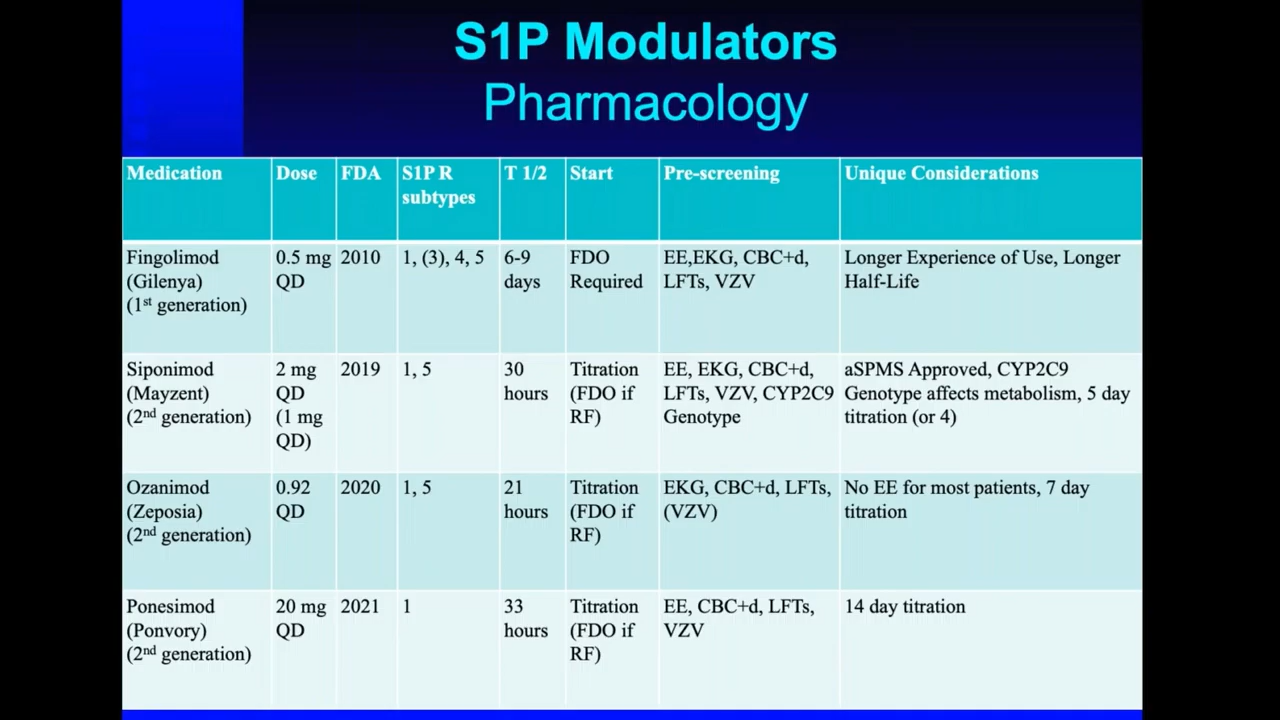 S1P Modulators
Pharmacology
Medication Dose FDA S1P R subtypes T 1/2 Start Pre-screening Unique Considerations
Fingolimod (Gilenya) (1st generation) 0.5 mg QD 2010 1, (3), 4, 5 6-9 days FDO Required EE,EKG, CBC+d, LFTs, VZV Longer Experience of Use, Longer Half-Life
Siponimod (Mayzent) (2nd generation) 2 mg QD (1 mg QD) 2019 1, 5 30 hours Titration (FDO if RF) EE, EKG, CBC+d, LFTs, VZV, CYP2C9 Genotype aSPMS Approved, CYP2C9 Genotype affects metabolism, 5 day titration (or 4)
Ozanimod (Zeposia) (2nd generation) 0.92 QD 2020 1, 5 21 hours Titration (FDO if RF) EKG, CBC+d, LFTs, (VZV) No EE for most patients, 7 day titration
Ponesimod (Ponvory) (2nd generation) 20 mg QD 2021 1 33 hours Titration (FDO if RF) EE, CBC+d, LFTs, VZV 14 day titration